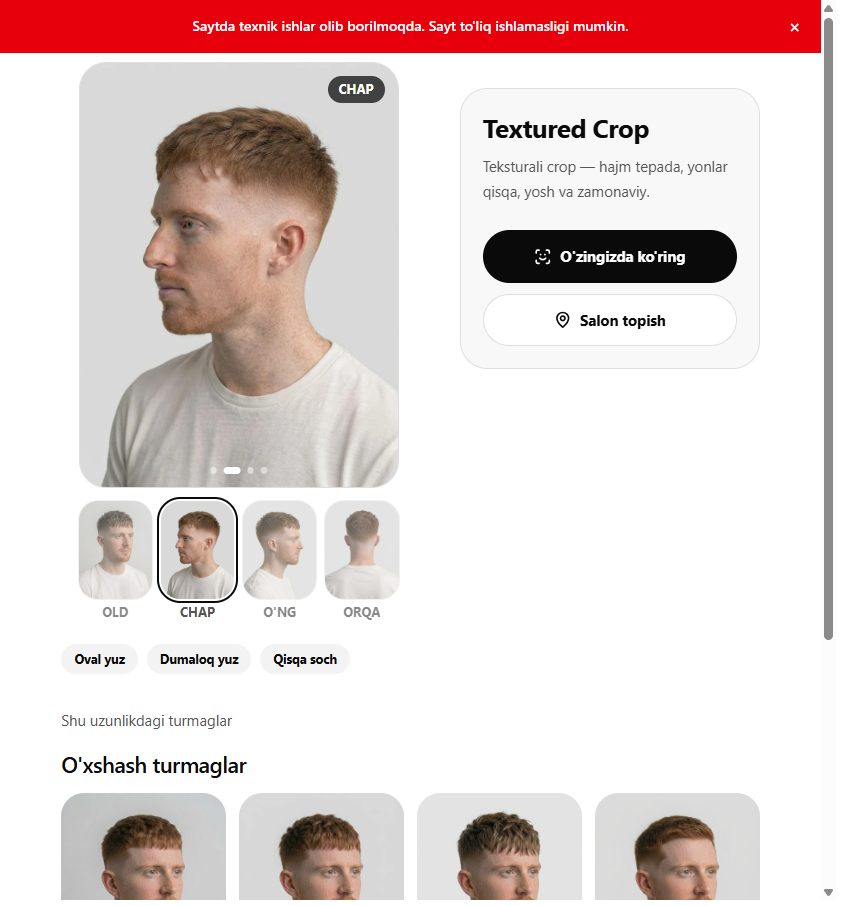 Saytda texnik ishlar olib borilmoqda. Sayt to'liq ishlamasligi mumkin.
×
CHAP
Textured Crop
Teksturali crop — hajm tepada, yonlar
qisqa, yosh va zamonaviy.
O'zingizda ko'ring
Salon topish
OLD
CHAP
O'NG
ORQA
Oval yuz
Dumaloq yuz
Qisqa soch
Shu uzunlikdagi turmaglar
O'xshash turmaglar